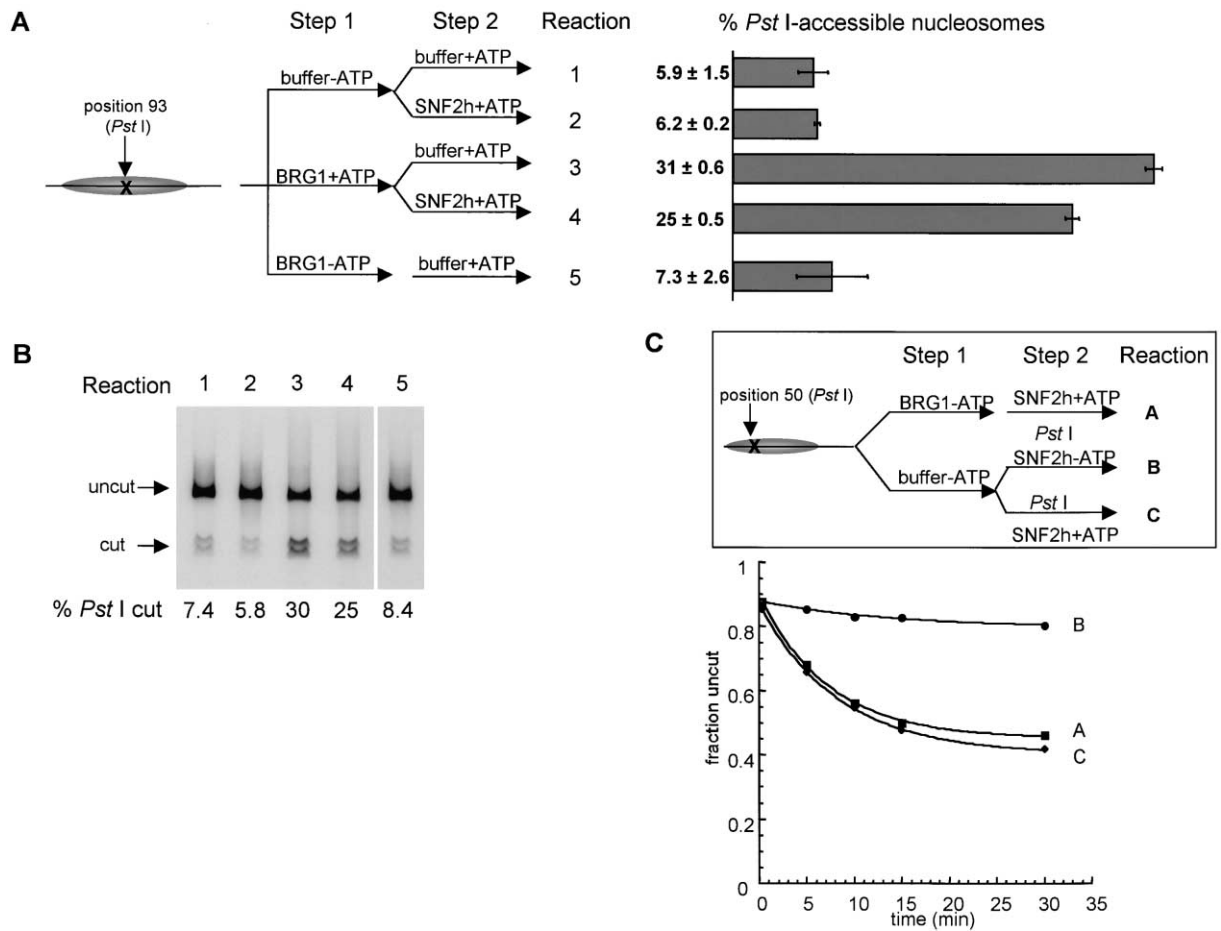 A
Step 1 Step 2 Reaction % Pst I-accessible nucleosomes
position 93
(Pst I)
X
buffer-ATP
buffer+ATP
1
5.9 ± 1.5
SNF2h+ATP
2
6.2 ± 0.2
BRG1+ATP
buffer+ATP
3
31 ± 0.6
SNF2h+ATP
4
25 ± 0.5
BRG1-ATP
buffer+ATP
5
7.3 ± 2.6
B
Reaction 1 2 3 4 5
uncut
cut
% Pst I cut 7.4 5.8 30 25 8.4
C
Step 1 Step 2 Reaction
position 50 (Pst I)
X
BRG1-ATP
SNF2h+ATP
A
Pst I
SNF2h-ATP
B
buffer-ATP
Pst I
C
SNF2h+ATP
1
0.8
0.6
0.4
0.2
0
fraction uncut
B
A
C
0 5 10 15 20 25 30 35
time (min)